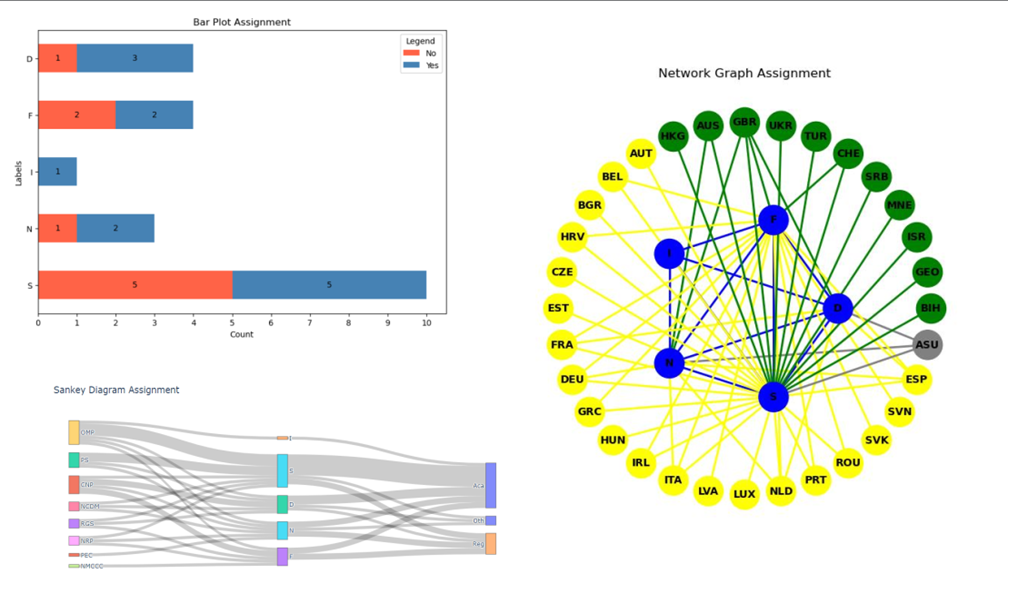 Bar Plot Assignment
Legend
No
Yes
D
1
3
F
2
2
I
1
N
1
2
S
5
5
Labels
0 1 2 3 4 5 6 7 8 9 10
Count
Sankey Diagram Assignment
OMP
PS
CNP
NCDM
RGS
NRP
PEC
NMCCC
I
S
D
N
F
Aca
Oth
Reg
Network Graph Assignment
HKG
AUS
GBR
UKR
TUR
CHE
SRB
MNE
ISR
GEO
BIH
ASU
ESP
SVN
SVK
ROU
PRT
NLD
LUX
LVA
ITA
IRL
HUN
GRC
DEU
FRA
EST
CZE
HRV
BGR
BEL
AUT
F
I
D
N
S